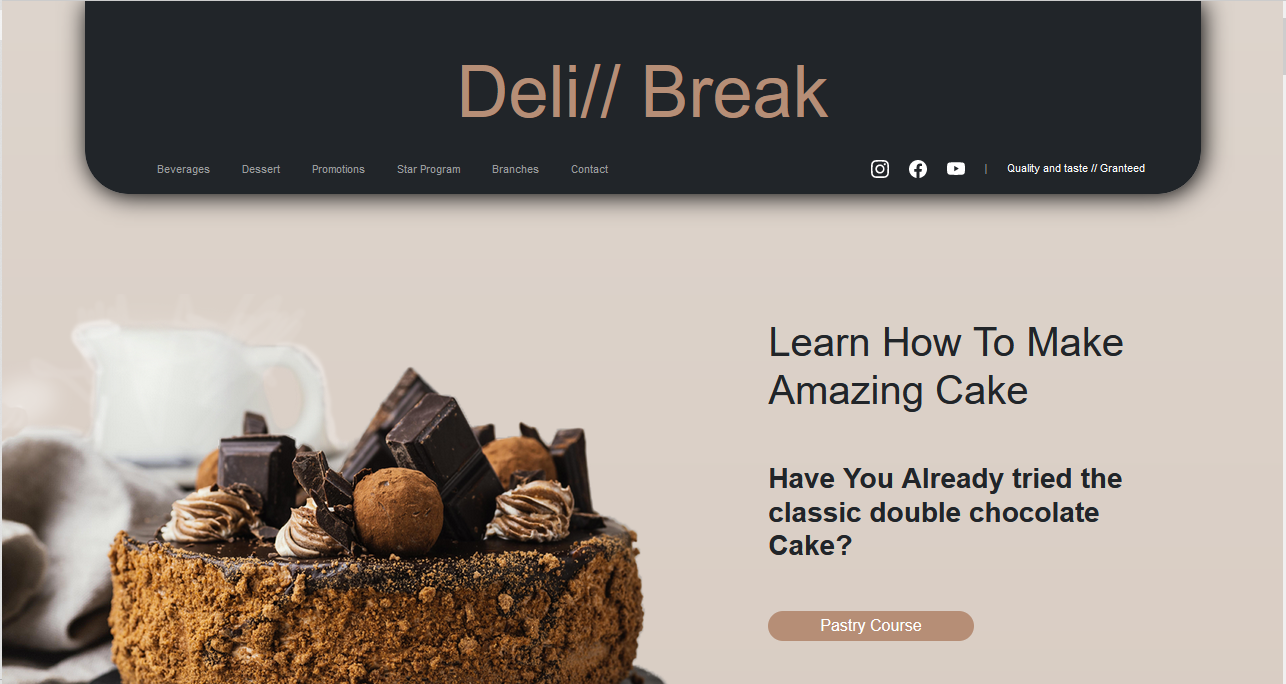 Deli// Break
Beverages Dessert Promotions Star Program Branches Contact | Quality and taste // Granteed
Learn How To Make
Amazing Cake
Have You Already tried the
classic double chocolate
Cake?
Pastry Course